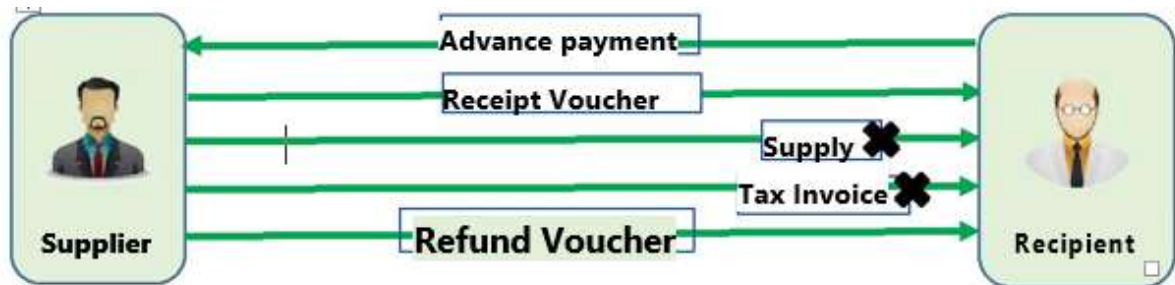 Advance payment
Receipt Voucher
Supply
Tax Invoice
Refund Voucher
Supplier
Recipient